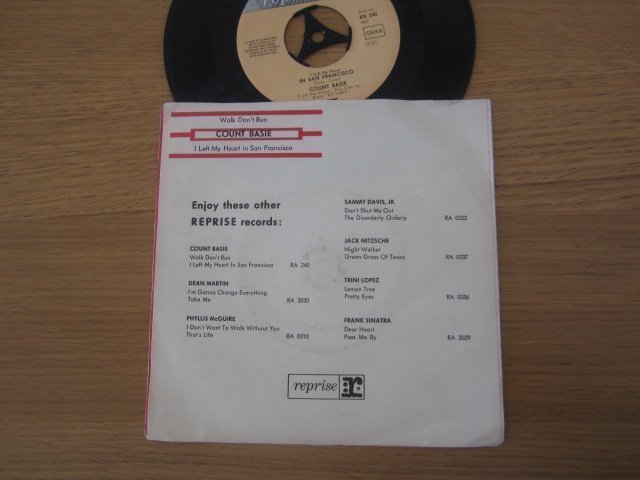 RA 240
GEMA
I Left My Heart
IN SAN FRANCISCO
COUNT BASIE
Walk Don't Run
COUNT BASIE
I Left My Heart in San Francisco
Enjoy these other
REPRISE records:
COUNT BASIE
Walk Don't Run
I Left My Heart In San Francisco RA 240
DEAN MARTIN
I'm Gonna Change Everything
Take Me RA 3030
PHYLLIS McGUIRE
I Don't Want To Walk Without You
That's Life RA 0310
SAMMY DAVIS, JR.
Don't Shut Me Out
The Disorderly Orderly RA 0323
JACK NITZSCHE
Night Walker
Green Grass Of Texas RA 0337
TRINI LOPEZ
Lemon Tree
Pretty Eyes RA 0336
FRANK SINATRA
Dear Heart
Pass Me By RA 3029
reprise r